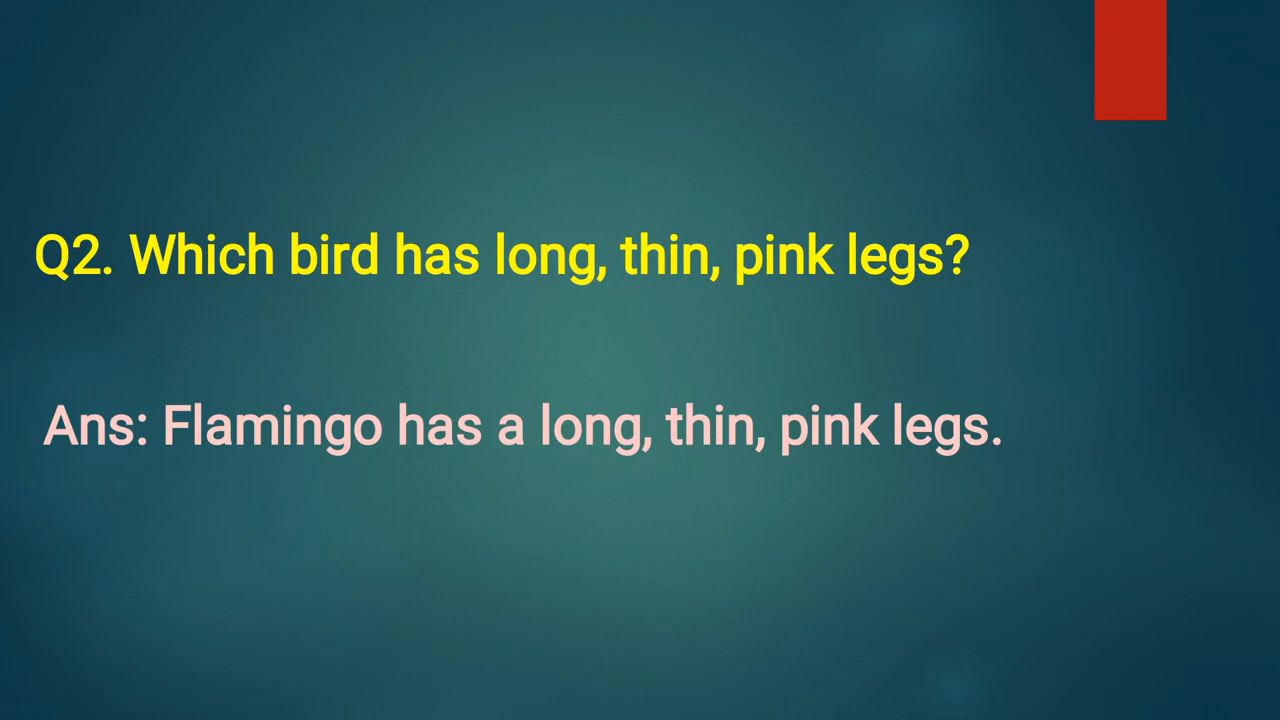 Q2. Which bird has long, thin, pink legs?
Ans: Flamingo has a long, thin, pink legs.